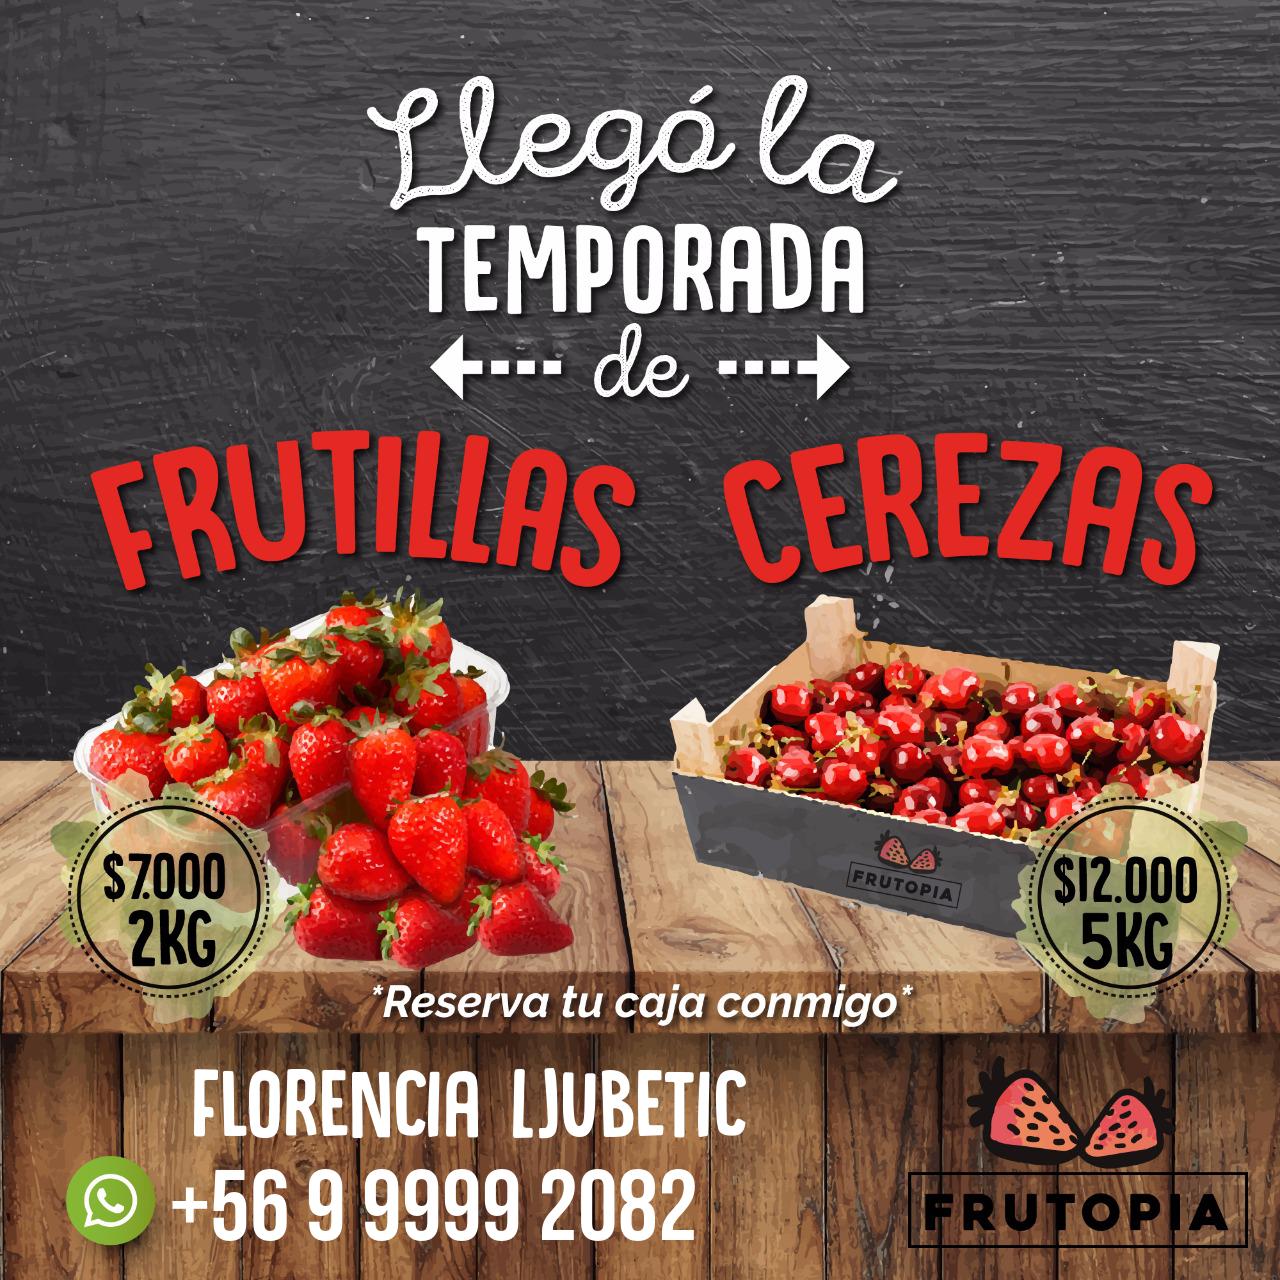 Llegó la
TEMPORADA
de
FRUTILLAS CEREZAS
FRUTOPIA
$7.000
2KG
$12.000
5KG
*Reserva tu caja conmigo*
FLORENCIA LJUBETIC
+56 9 9999 2082
FRUTOPIA